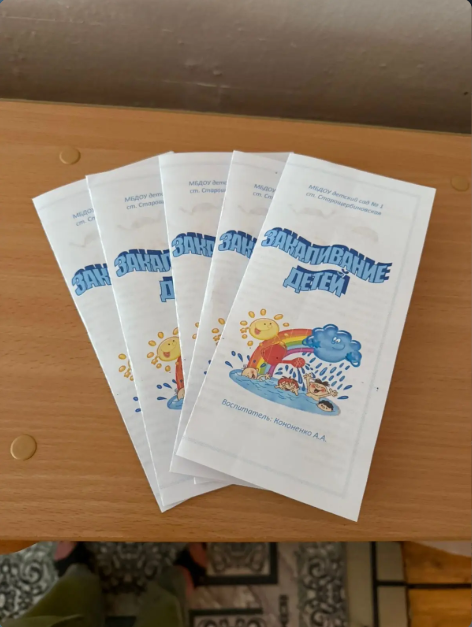 МБДОУ детский сад № 1
ст. Старощербиновская
ЗАКАЛИВАНИЕ
ДЕТЕЙ
Воспитатель: Кононенко А.А.